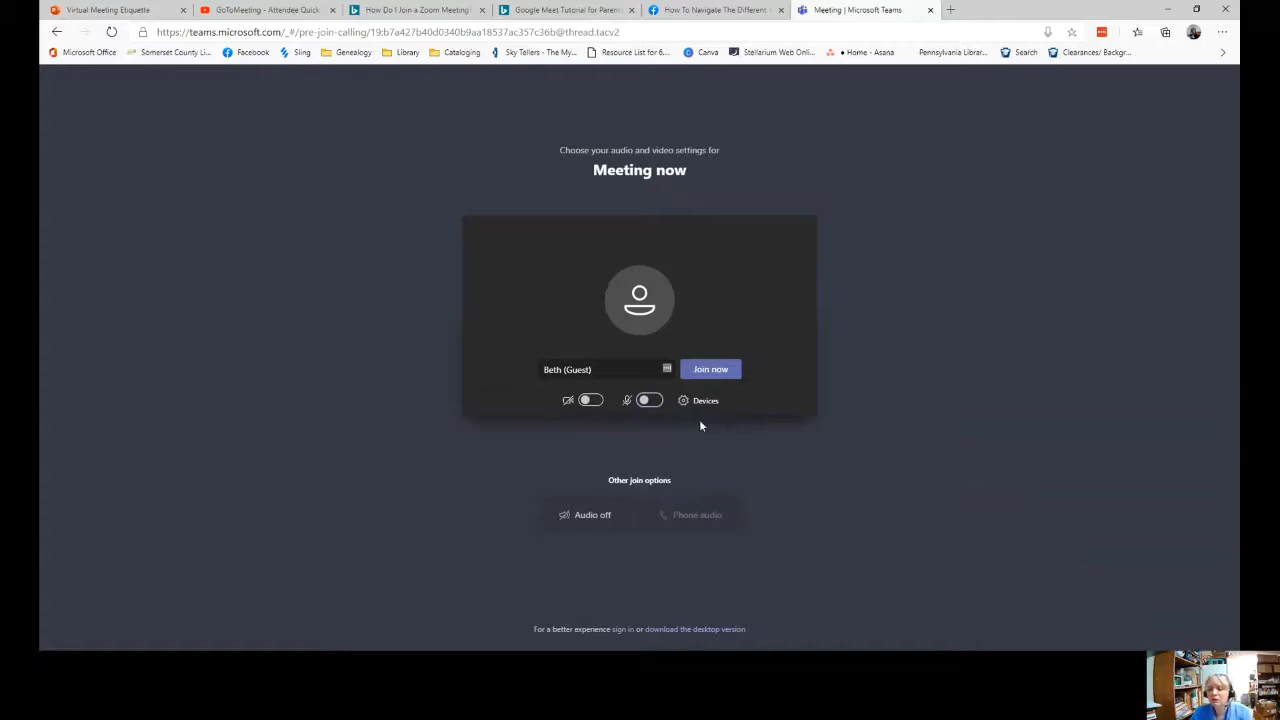 Virtual Meeting Etiquette
GoToMeeting - Attendee Quick
How Do I Join a Zoom Meeting
Google Meet Tutorial for Parents
How To Navigate The Different
Meeting | Microsoft Teams
https://teams.microsoft.com/_#/pre-join-calling/19:b7a427b40d0340b9aa18537ac357c36b@thread.tacv2
Microsoft Office
Somerset County Li...
Facebook
Sling
Genealogy
Library
Cataloging
Sky Tellers - The My...
Resource List for 6...
Canva
Stellarium Web Onl...
• Home - Asana
Pennsylvania Librar...
Search
Clearances/ Backgr...
Choose your audio and video settings for
Meeting now
Beth (Guest)
Join now
Devices
Other join options
Audio off
Phone audio
For a better experience sign in or download the desktop version